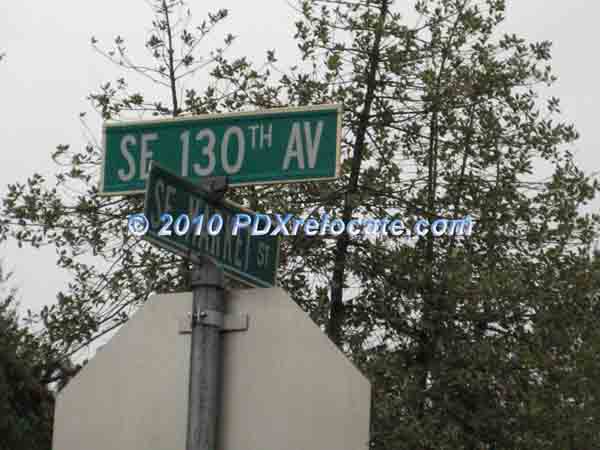 SE 130TH AV
SE MARKET ST
© 2010 PDXrelocate.com